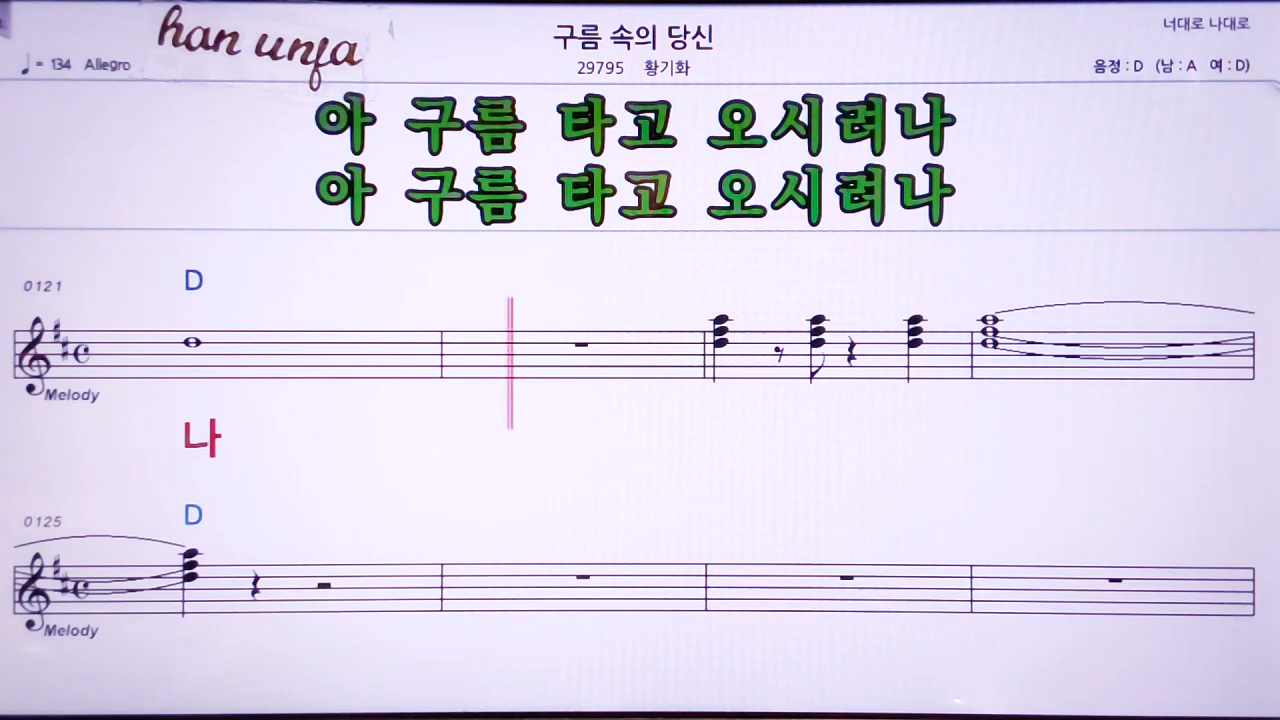 han unfa
구름 속의 당신
너대로 나대로
♩= 134 Allegro
29795 황기화
음정 : D (남 : A 여 : D)
아 구름 타고 오시려나
아 구름 타고 오시려나
0121
D
Melody
나
0125
D
Melody